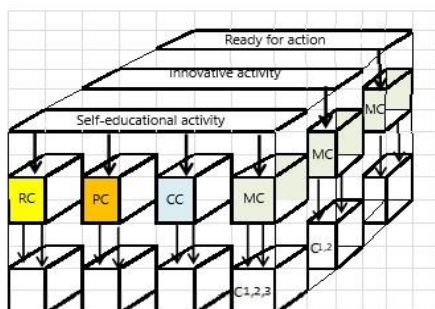 Ready for action
Innovative activity
Self-educational activity
MC
MC
RC PC CC MC
C1,2
C1,2,3